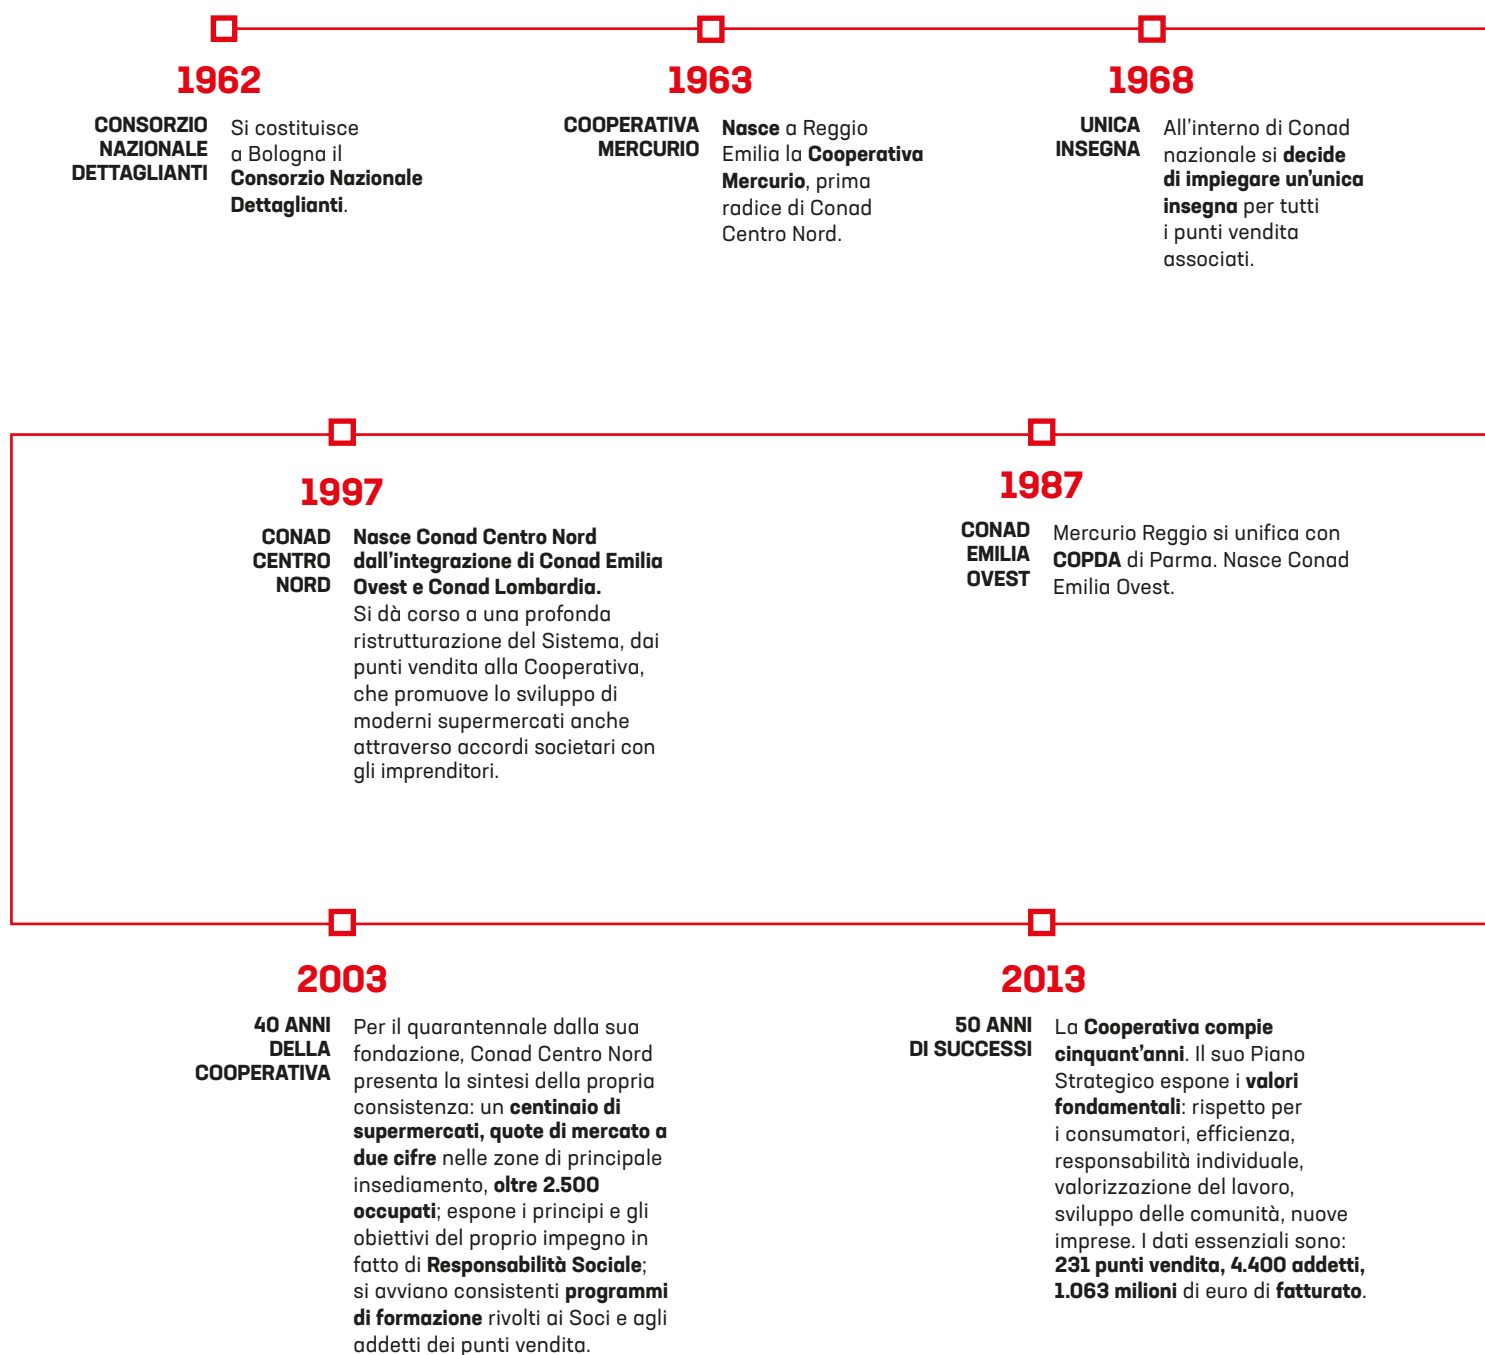 1962
CONSORZIO
NAZIONALE
DETTAGLIANTI
Si costituisce
a Bologna il
Consorzio Nazionale
Dettaglianti.
1963
COOPERATIVA
MERCURIO
Nasce a Reggio
Emilia la Cooperativa
Mercurio, prima
radice di Conad
Centro Nord.
1968
UNICA
INSEGNA
All'interno di Conad
nazionale si decide
di impiegare un'unica
insegna per tutti
i punti vendita
associati.
1997
CONAD
CENTRO
NORD
Nasce Conad Centro Nord
dall'integrazione di Conad Emilia
Ovest e Conad Lombardia.
Si dà corso a una profonda
ristrutturazione del Sistema, dai
punti vendita alla Cooperativa,
che promuove lo sviluppo di
moderni supermercati anche
attraverso accordi societari con
gli imprenditori.
1987
CONAD
EMILIA
OVEST
Mercurio Reggio si unifica con
COPDA di Parma. Nasce Conad
Emilia Ovest.
2003
40 ANNI
DELLA
COOPERATIVA
Per il quarantennale dalla sua
fondazione, Conad Centro Nord
presenta la sintesi della propria
consistenza: un centinaio di
supermercati, quote di mercato a
due cifre nelle zone di principale
insediamento, oltre 2.500
occupati; espone i principi e gli
obiettivi del proprio impegno in
fatto di Responsabilità Sociale;
si avviano consistenti programmi
di formazione rivolti ai Soci e agli
addetti dei punti vendita.
2013
50 ANNI
DI SUCCESSI
La Cooperativa compie
cinquant'anni. Il suo Piano
Strategico espone i valori
fondamentali: rispetto per
i consumatori, efficienza,
responsabilità individuale,
valorizzazione del lavoro,
sviluppo delle comunità, nuove
imprese. I dati essenziali sono:
231 punti vendita, 4.400 addetti,
1.063 milioni di euro di fatturato.